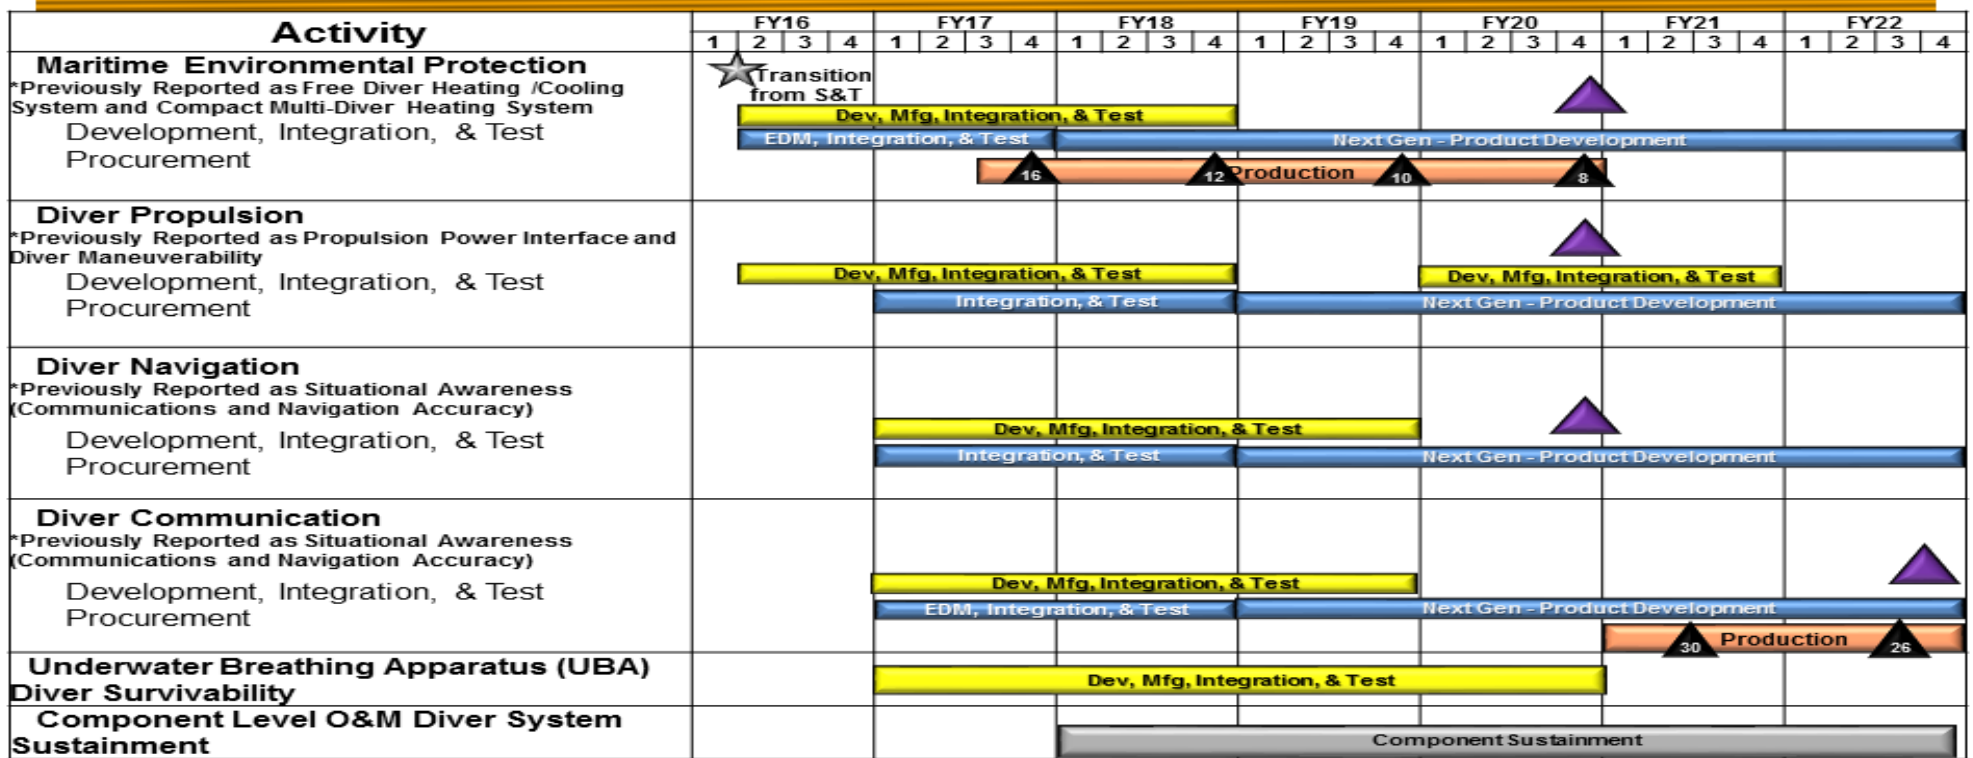 Activity
FY16 FY17 FY18 FY19 FY20 FY21 FY22
1 2 3 4 1 2 3 4 1 2 3 4 1 2 3 4 1 2 3 4 1 2 3 4 1 2 3 4
Maritime Environmental Protection
*Previously Reported as Free Diver Heating /Cooling
System and Compact Multi-Diver Heating System
Development, Integration, & Test
Procurement
Transition
from S&T
Dev, Mfg, Integration, & Test
EDM, Integration, & Test Next Gen - Product Development
16 12 Production 10 8
Diver Propulsion
*Previously Reported as Propulsion Power Interface and
Diver Maneuverability
Development, Integration, & Test
Procurement
Dev, Mfg, Integration, & Test Dev, Mfg, Integration, & Test
Integration, & Test Next Gen - Product Development
Diver Navigation
*Previously Reported as Situational Awareness
(Communications and Navigation Accuracy)
Development, Integration, & Test
Procurement
Dev, Mfg, Integration, & Test
Integration, & Test Next Gen - Product Development
Diver Communication
*Previously Reported as Situational Awareness
(Communications and Navigation Accuracy)
Development, Integration, & Test
Procurement
Dev, Mfg, Integration, & Test
EDM, Integration, & Test Next Gen - Product Development
30 Production 26
Underwater Breathing Apparatus (UBA)
Diver Survivability
Dev, Mfg, Integration, & Test
Component Level O&M Diver System
Sustainment
Component Sustainment